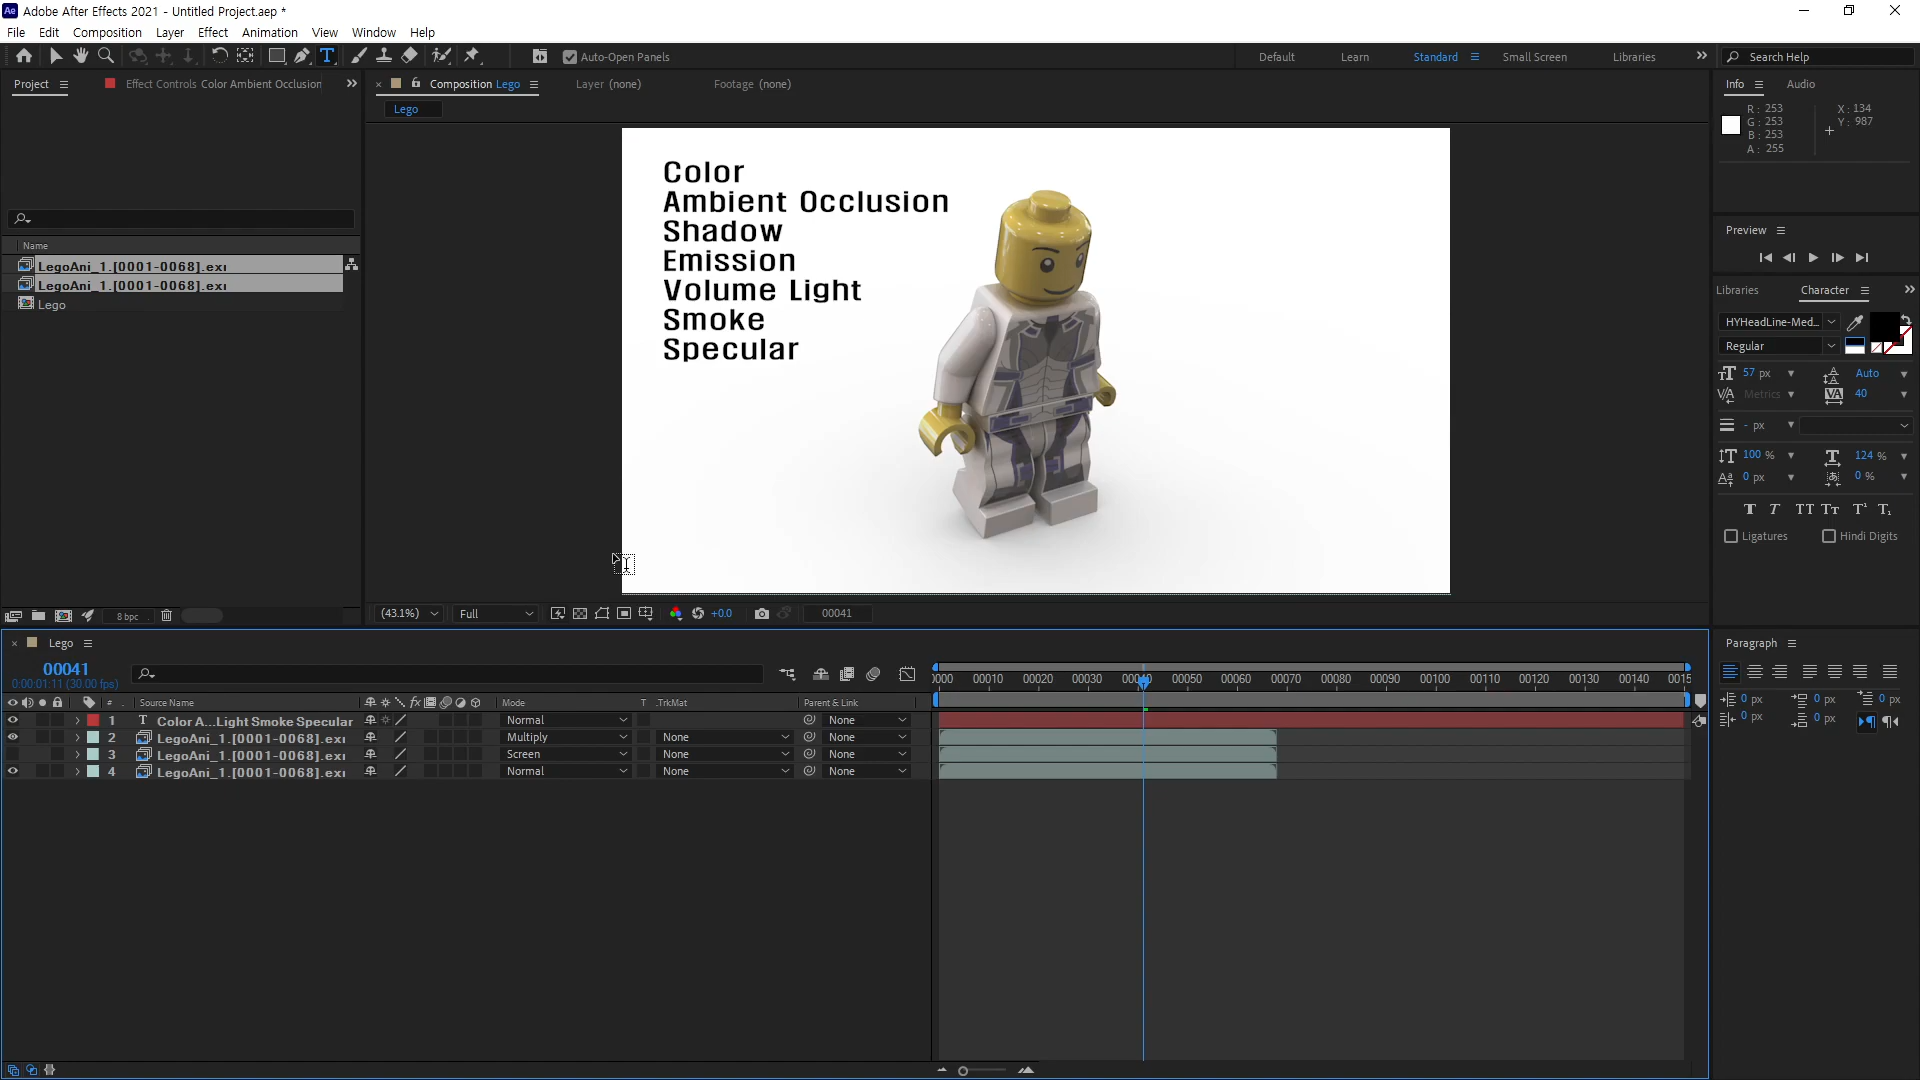 Adobe After Effects 2021 - Untitled Project.aep *
File Edit Composition Layer Effect Animation View Window Help
Auto-Open Panels
Default Learn Standard Small Screen Libraries
Search Help
Project
Effect Controls Color Ambient Occlusion
Composition Lego
Layer (none)
Footage (none)
Info Audio
Lego
R: 253
G: 253
B: 253
A: 255
X: 134
Y: 987
Color
Ambient Occlusion
Shadow
Emission
Volume Light
Smoke
Specular
Preview
Name
LegoAni_1.[0001-0068].exr
LegoAni_1.[0001-0068].exr
Lego
Libraries Character
HYHeadLine-Med...
Regular
57 px Auto
Metrics 40
- px
100 % 124 %
0 px 0 %
Ligatures Hindi Digits
8 bpc
(43.1%) Full +0.0 00041
Lego
00041
0:00:01:11 (30.00 fps)
Paragraph
00010 00020 00030 00050 00060 00070 00080 00090 00100 00110 00120 00130 00140
# Source Name Mode T .TrkMat Parent & Link
1 T Color A...Light Smoke Specular Normal None
2 LegoAni_1.[0001-0068].exr Multiply None None
3 LegoAni_1.[0001-0068].exr Screen None None
4 LegoAni_1.[0001-0068].exr Normal None None
0 px 0 px 0 px
0 px 0 px